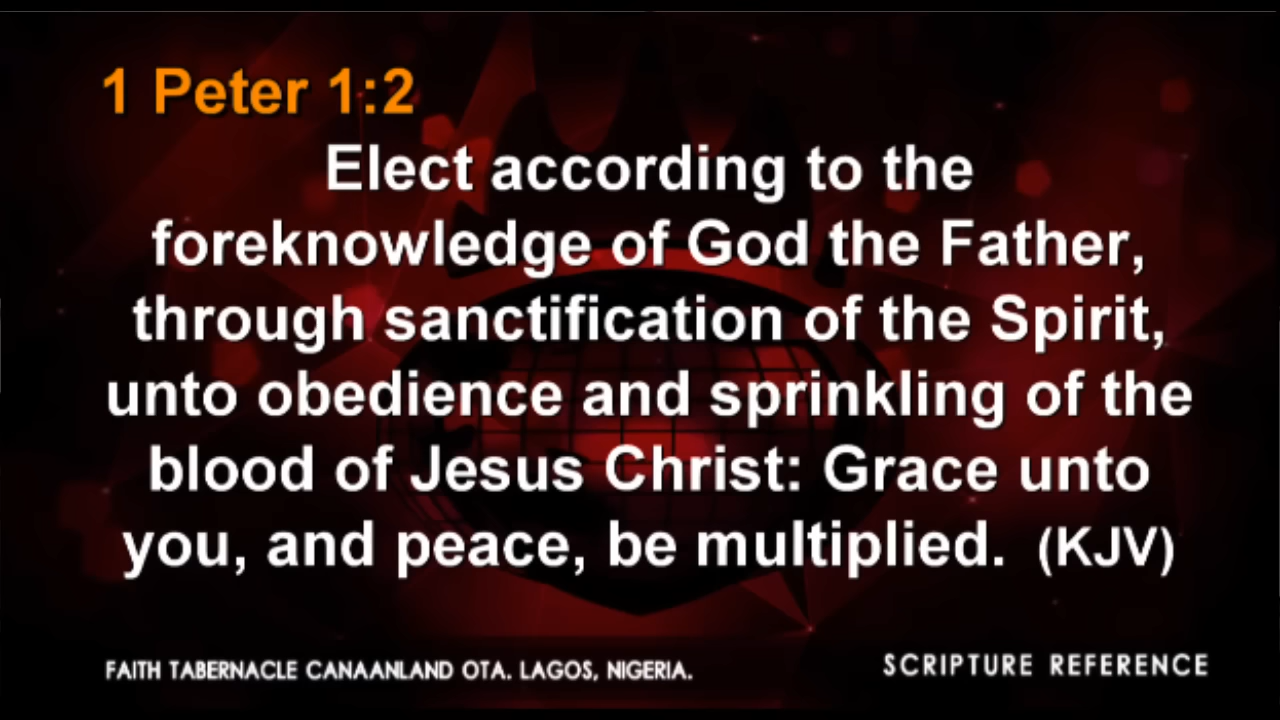 1 Peter 1:2
Elect according to the
foreknowledge of God the Father,
through sanctification of the Spirit,
unto obedience and sprinkling of the
blood of Jesus Christ: Grace unto
you, and peace, be multiplied. (KJV)
FAITH TABERNACLE CANAANLAND OTA. LAGOS, NIGERIA.
SCRIPTURE REFERENCE